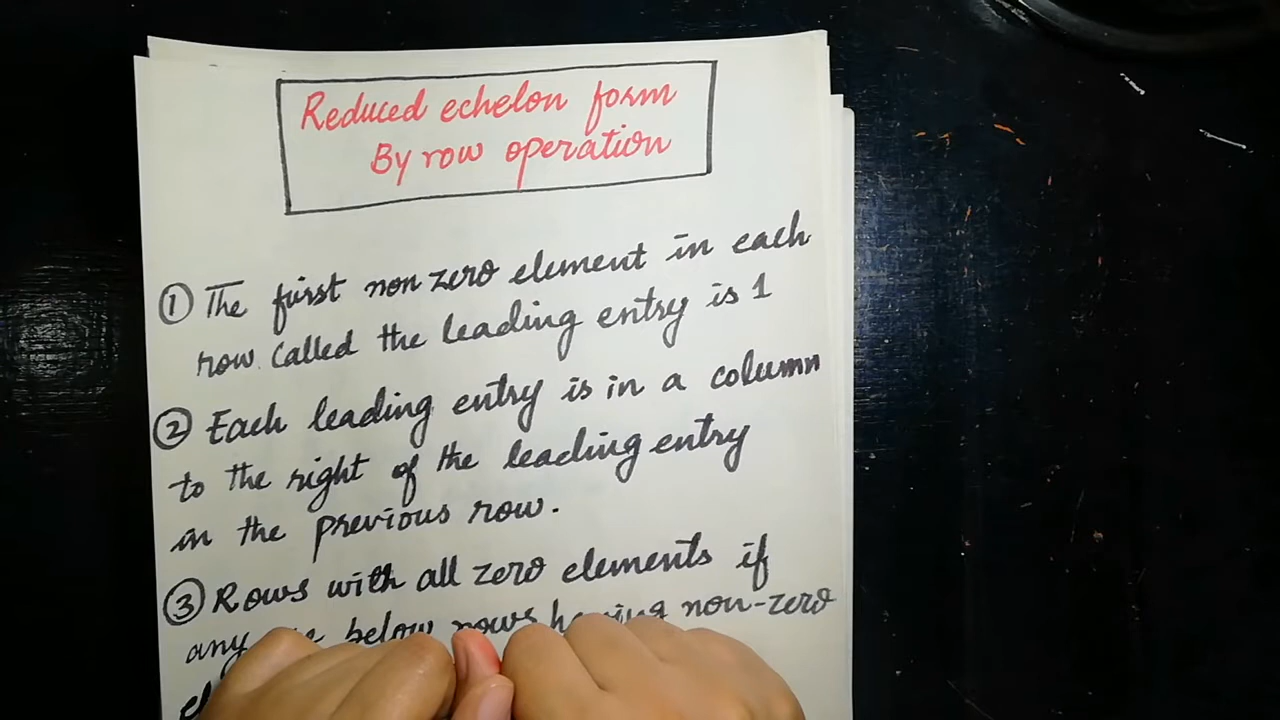 Reduced echelon form
By row operation
① The first non zero element in each
row called the leading entry is 1
② Each leading entry is in a column
to the right of the leading entry
in the previous row.
③ Rows with all zero elements if
any below rows having non-zero